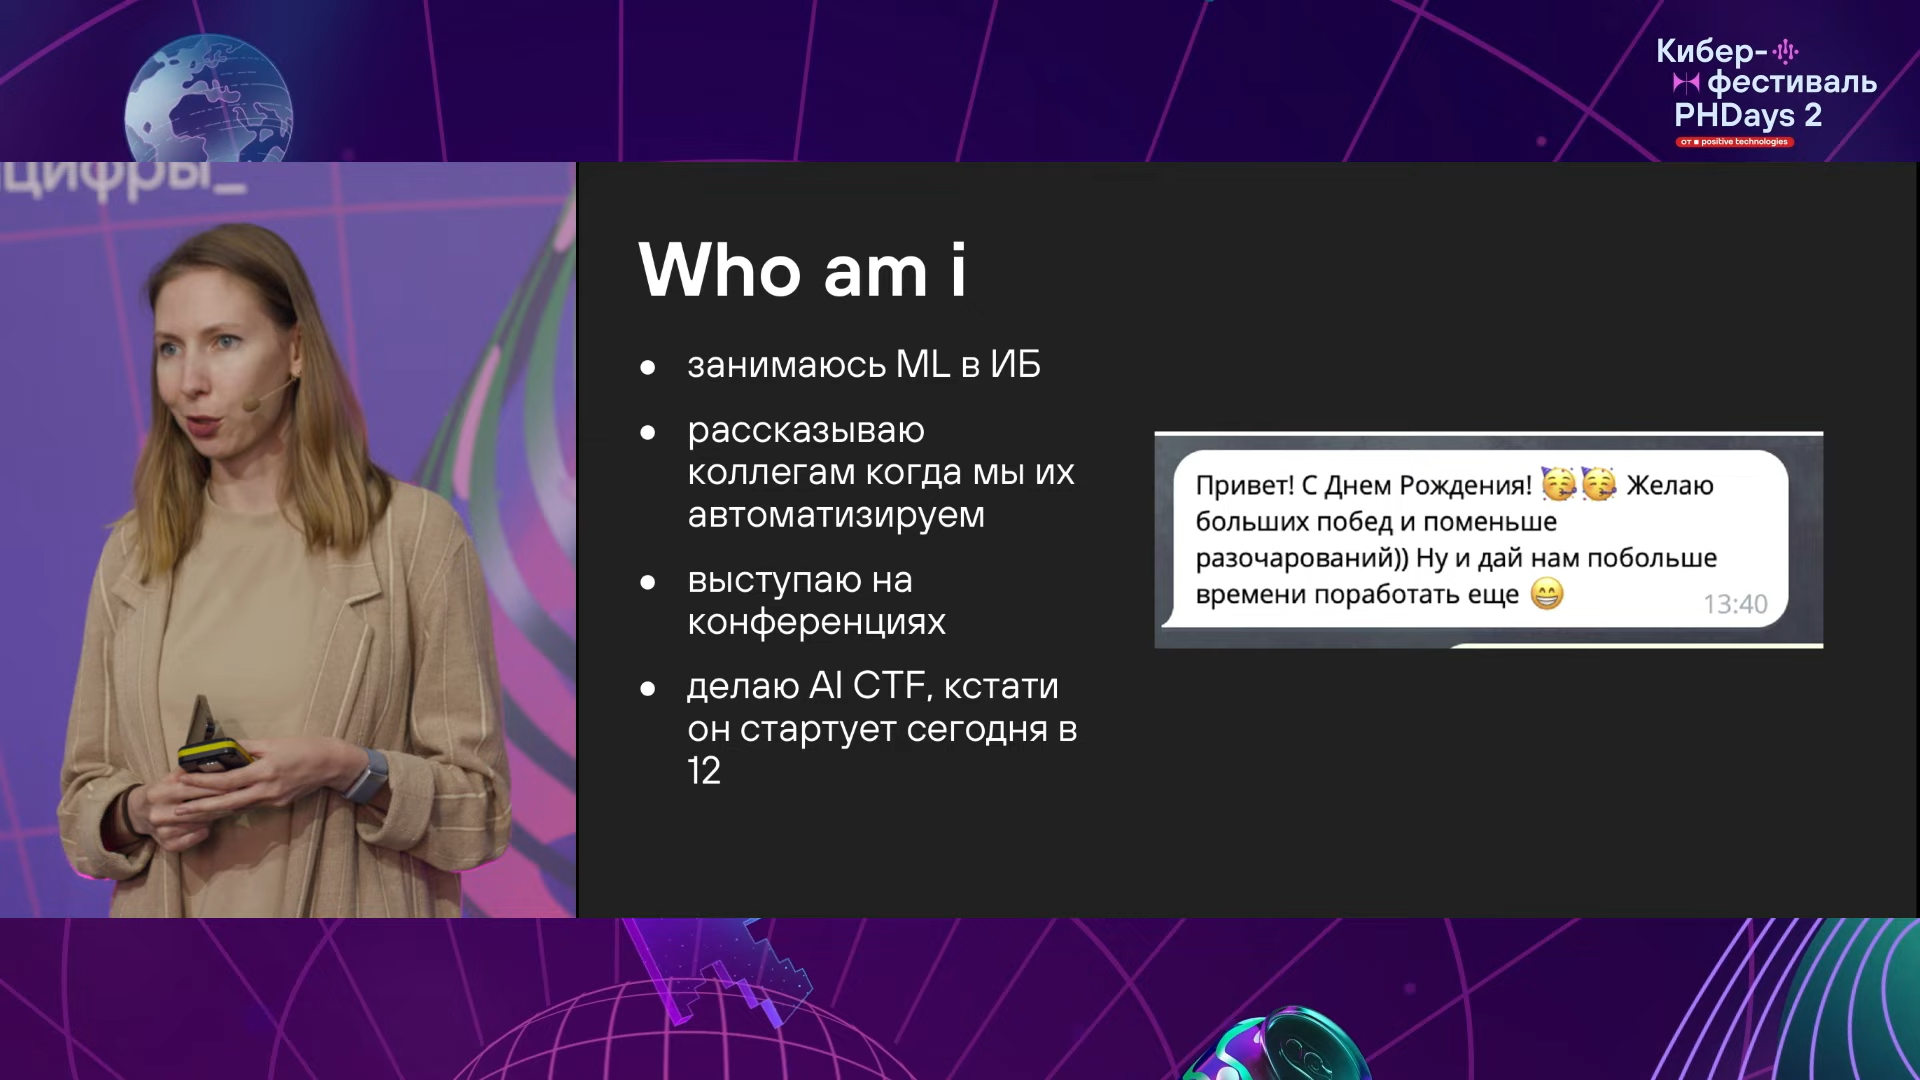 Кибер-
фестиваль
PHDays 2
от positive technologies
цифры_
Who am i
● занимаюсь ML в ИБ
● рассказываю
коллегам когда мы их
автоматизируем
● выступаю на
конференциях
● делаю AI CTF, кстати
он стартует сегодня в
12
Привет! С Днем Рождения! 🥳🥳 Желаю
больших побед и поменьше
разочарований)) Ну и дай нам побольше
времени поработать еще 😁
13:40